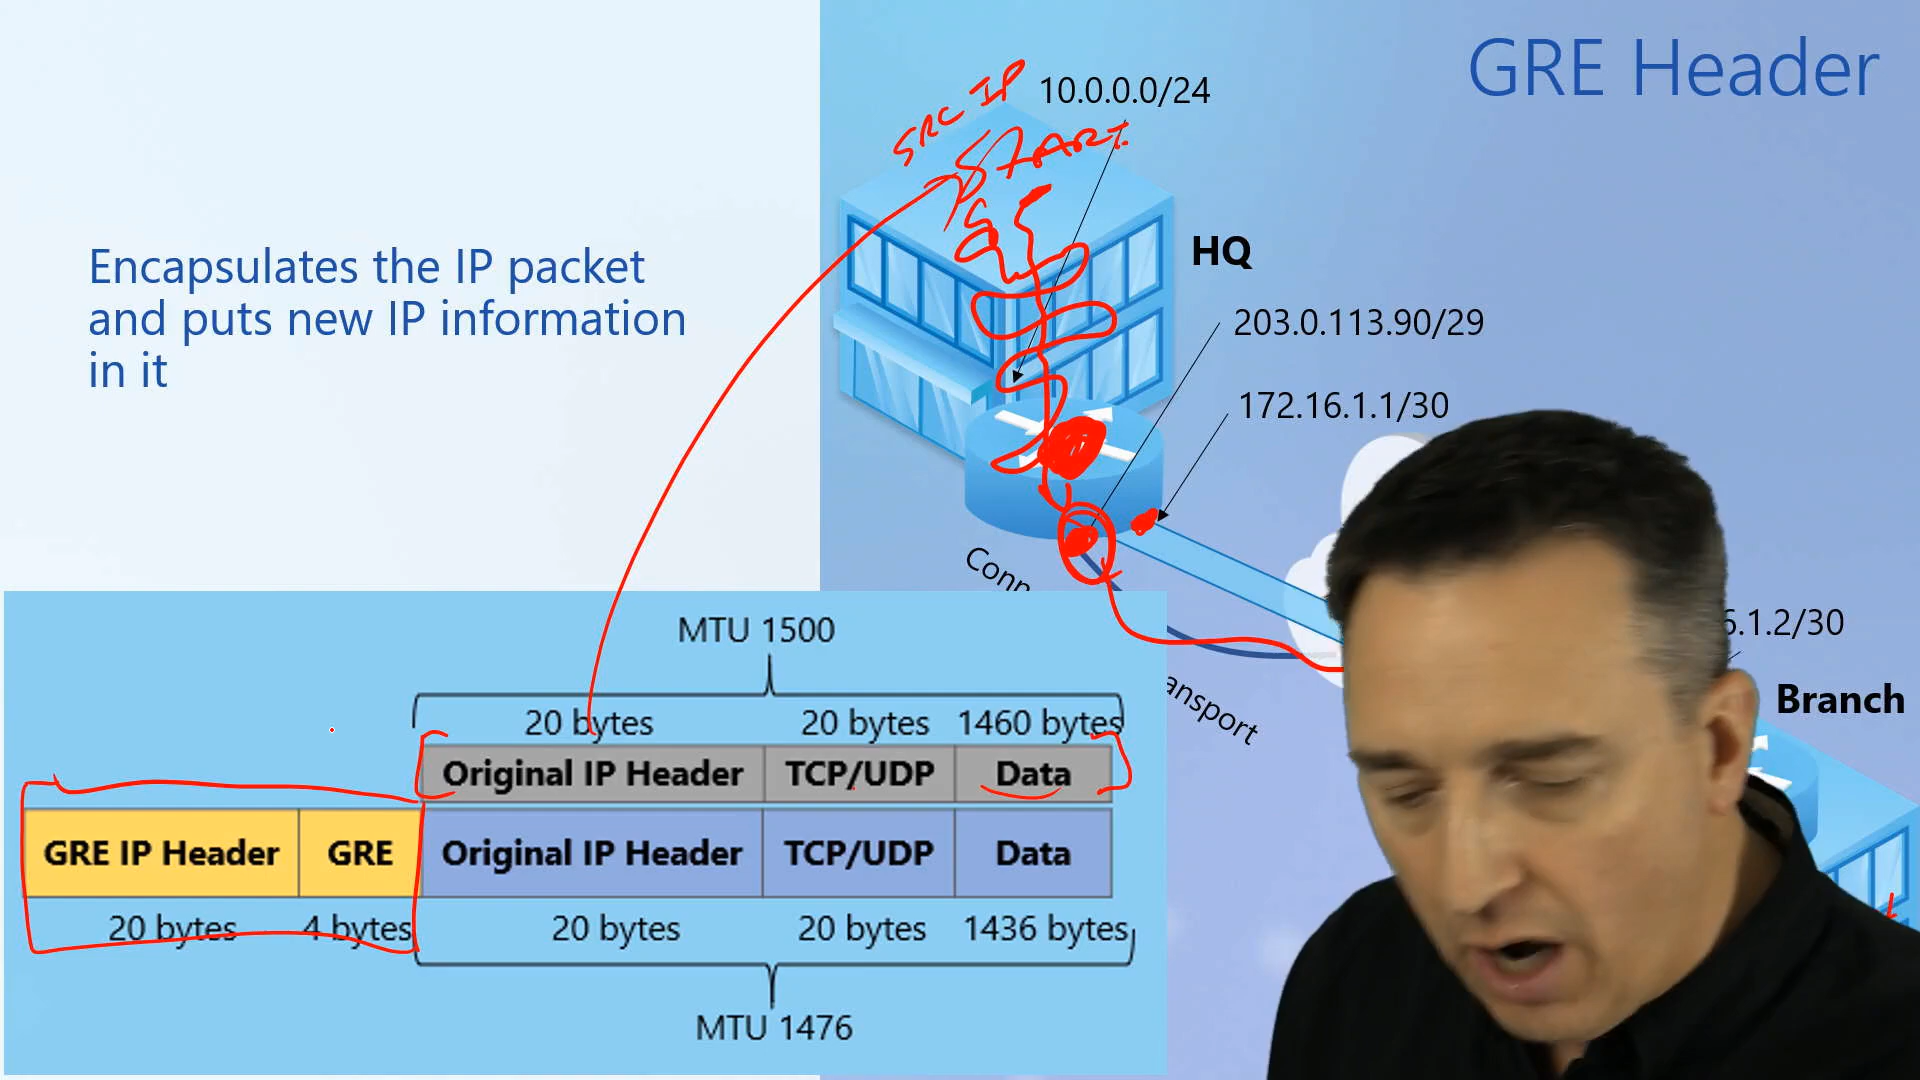 GRE Header
SRC IP
10.0.0.0/24
START
Encapsulates the IP packet
and puts new IP information
in it
HQ
203.0.113.90/29
172.16.1.1/30
Conn
ansport
6.1.2/30
Branch
MTU 1500
20 bytes 20 bytes 1460 bytes
Original IP Header TCP/UDP Data
GRE IP Header GRE Original IP Header TCP/UDP Data
20 bytes 4 bytes 20 bytes 20 bytes 1436 bytes
MTU 1476